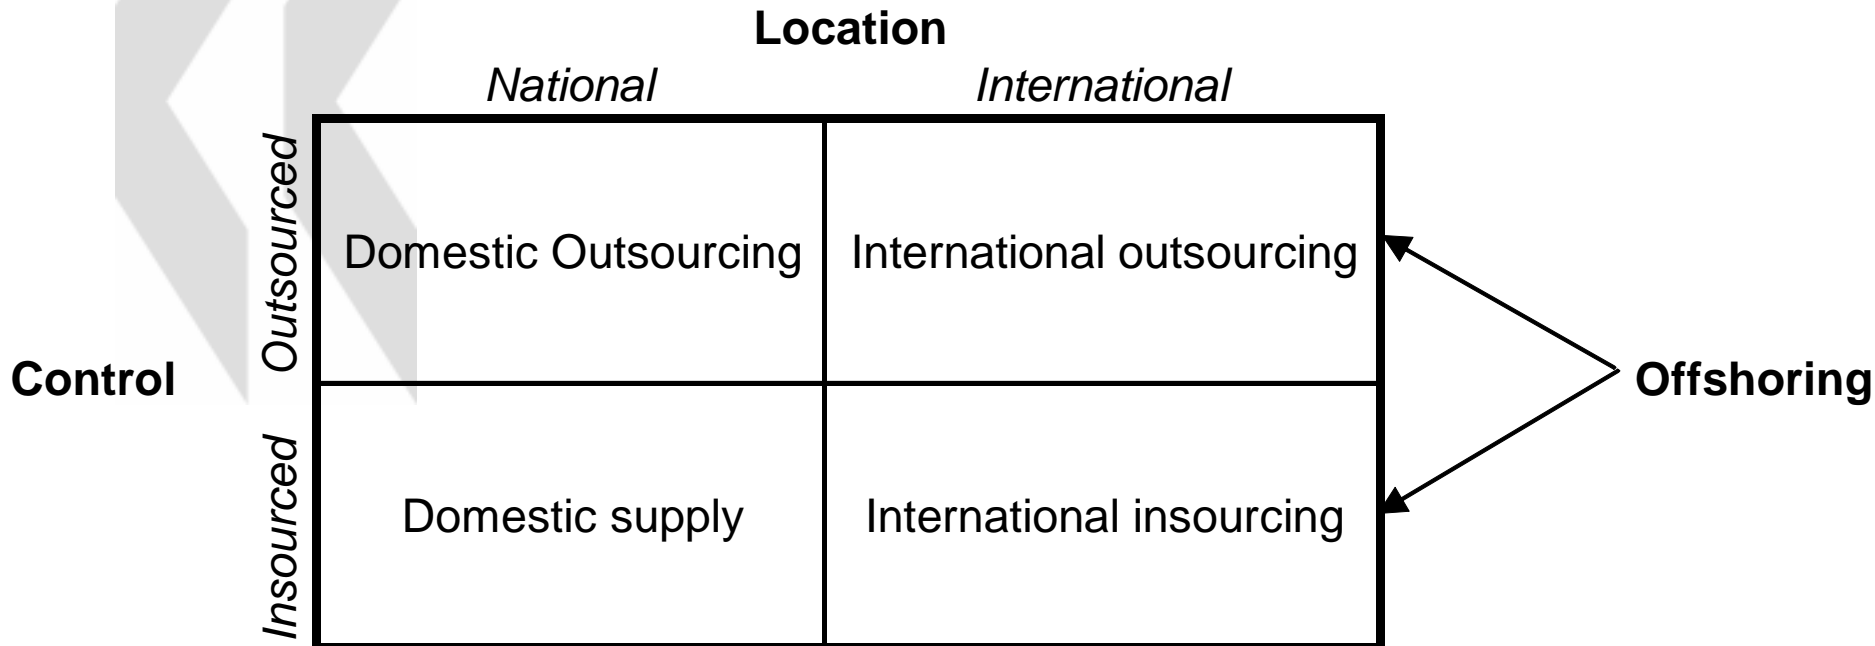 Location
National International
Outsourced
Domestic Outsourcing International outsourcing
Control
Offshoring
Insourced
Domestic supply International insourcing